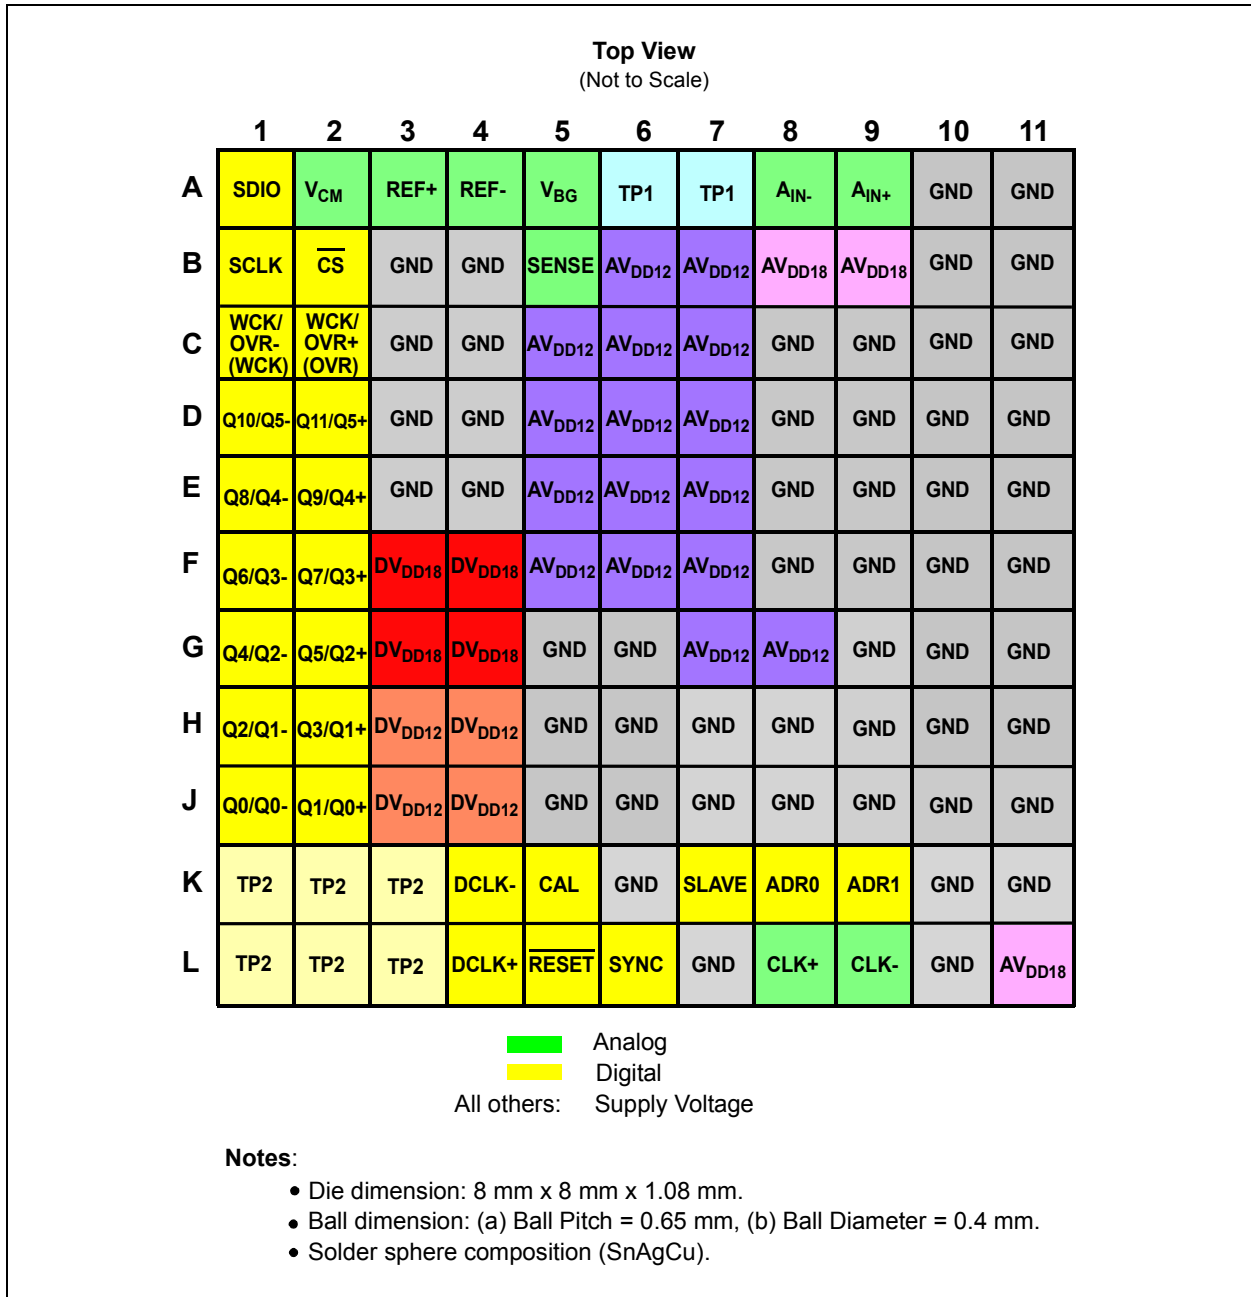 Top View
(Not to Scale)
1 2 3 4 5 6 7 8 9 10 11
A SDIO VCM REF+ REF- VBG TP1 TP1 AIN- AIN+ GND GND
B SCLK C̅S̅ GND GND SENSE AVDD12 AVDD12 AVDD18 AVDD18 GND GND
C WCK/OVR-(WCK) WCK/OVR+(OVR) GND GND AVDD12 AVDD12 AVDD12 GND GND GND GND
D Q10/Q5- Q11/Q5+ GND GND AVDD12 AVDD12 AVDD12 GND GND GND GND
E Q8/Q4- Q9/Q4+ GND GND AVDD12 AVDD12 AVDD12 GND GND GND GND
F Q6/Q3- Q7/Q3+ DVDD18 DVDD18 AVDD12 AVDD12 AVDD12 GND GND GND GND
G Q4/Q2- Q5/Q2+ DVDD18 DVDD18 GND GND AVDD12 AVDD12 GND GND GND
H Q2/Q1- Q3/Q1+ DVDD12 DVDD12 GND GND GND GND GND GND GND
J Q0/Q0- Q1/Q0+ DVDD12 DVDD12 GND GND GND GND GND GND GND
K TP2 TP2 TP2 DCLK- CAL GND SLAVE ADR0 ADR1 GND GND
L TP2 TP2 TP2 DCLK+ R̅E̅S̅E̅T̅ SYNC GND CLK+ CLK- GND AVDD18
Analog
Digital
All others: Supply Voltage
Notes:
• Die dimension: 8 mm x 8 mm x 1.08 mm.
• Ball dimension: (a) Ball Pitch = 0.65 mm, (b) Ball Diameter = 0.4 mm.
• Solder sphere composition (SnAgCu).